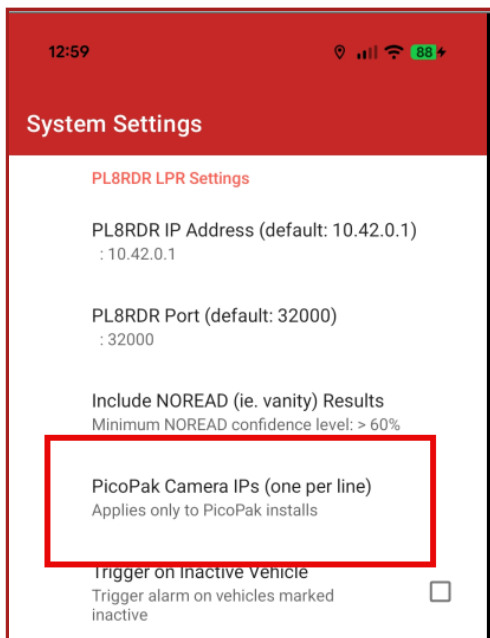 12:59
88
System Settings
PL8RDR LPR Settings
PL8RDR IP Address (default: 10.42.0.1)
: 10.42.0.1
PL8RDR Port (default: 32000)
: 32000
Include NOREAD (ie. vanity) Results
Minimum NOREAD confidence level: > 60%
PicoPak Camera IPs (one per line)
Applies only to PicoPak installs
Trigger on Inactive Vehicle
Trigger alarm on vehicles marked
inactive